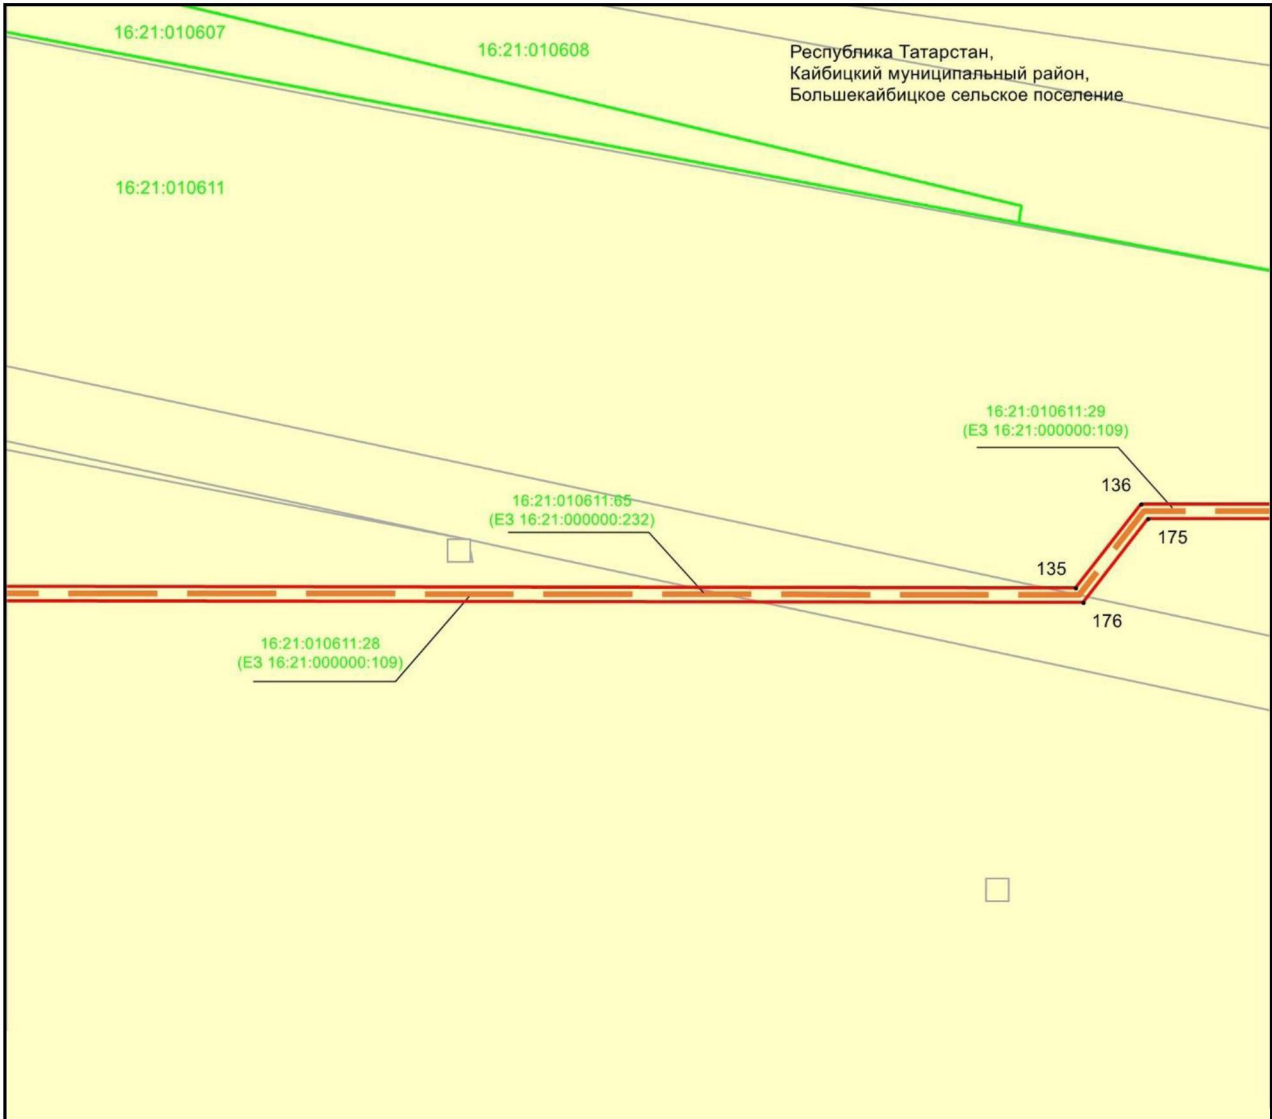 16:21:010607
16:21:010608
Республика Татарстан,
Кайбицкий муниципальный район,
Большекайбицкое сельское поселение
16:21:010611
16:21:010611:29
(ЕЗ 16:21:000000:109)
136
16:21:010611:65
(ЕЗ 16:21:000000:232)
175
135
176
16:21:010611:28
(ЕЗ 16:21:000000:109)